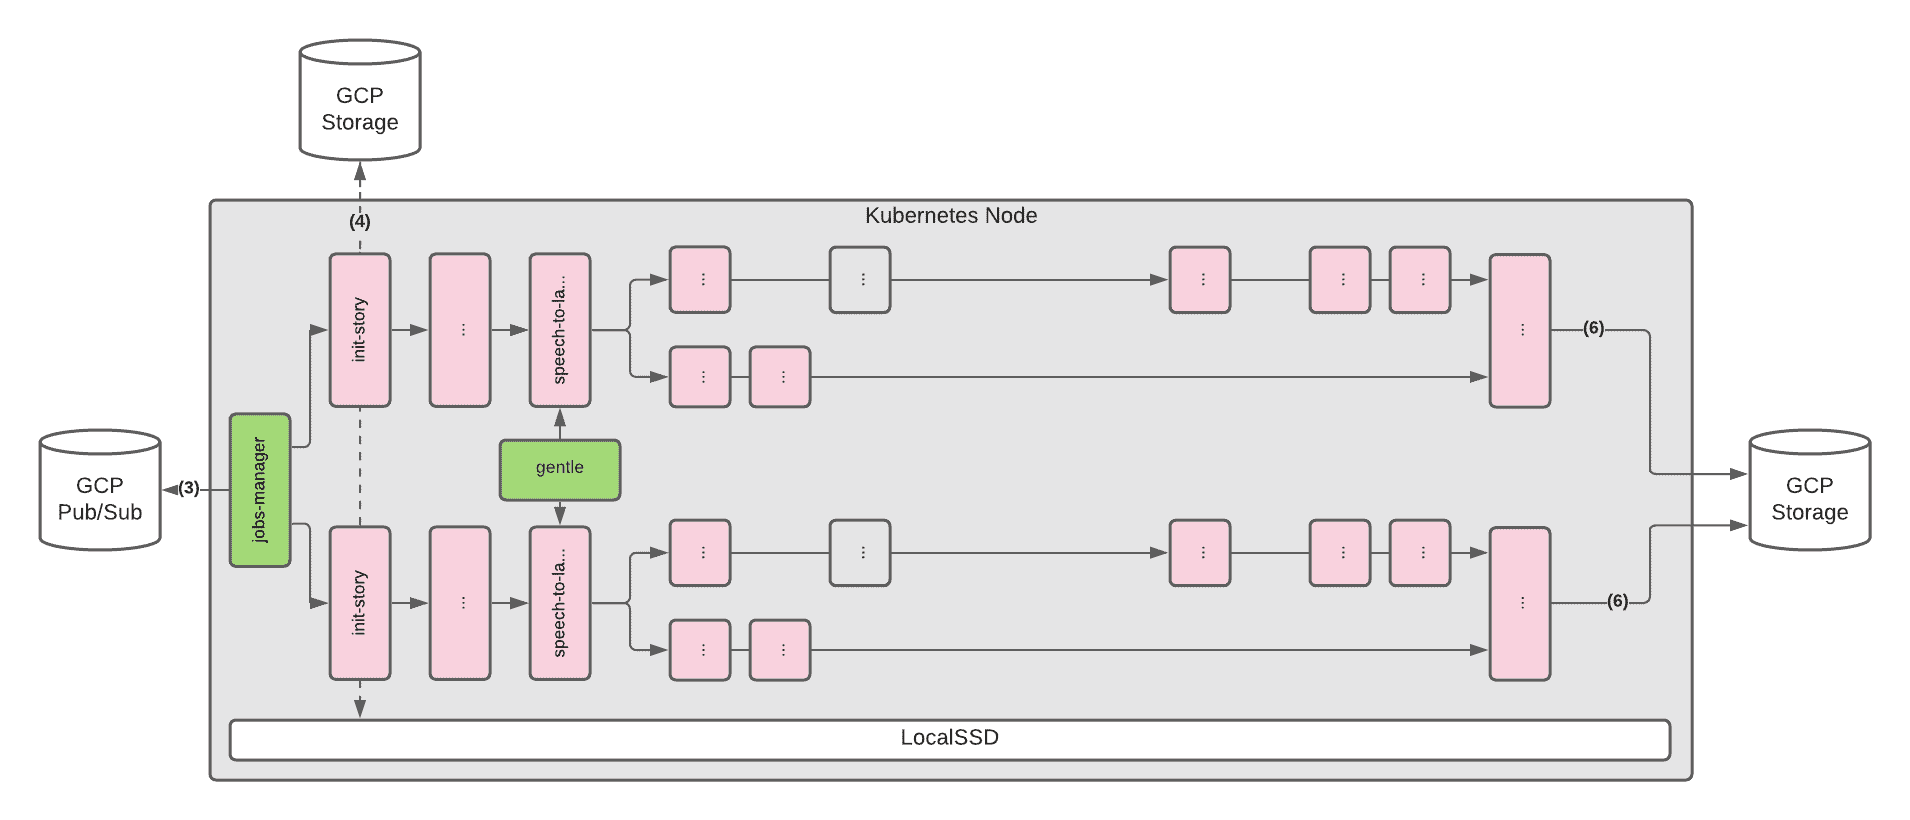 GCP
Storage
Kubernetes Node
(4)
init-story
...
speech-to-la...
...
...
...
...
...
...
(6)
...
...
jobs-manager
gentle
GCP
Pub/Sub
(3)
GCP
Storage
init-story
...
speech-to-la...
...
...
...
...
...
...
(6)
...
...
LocalSSD